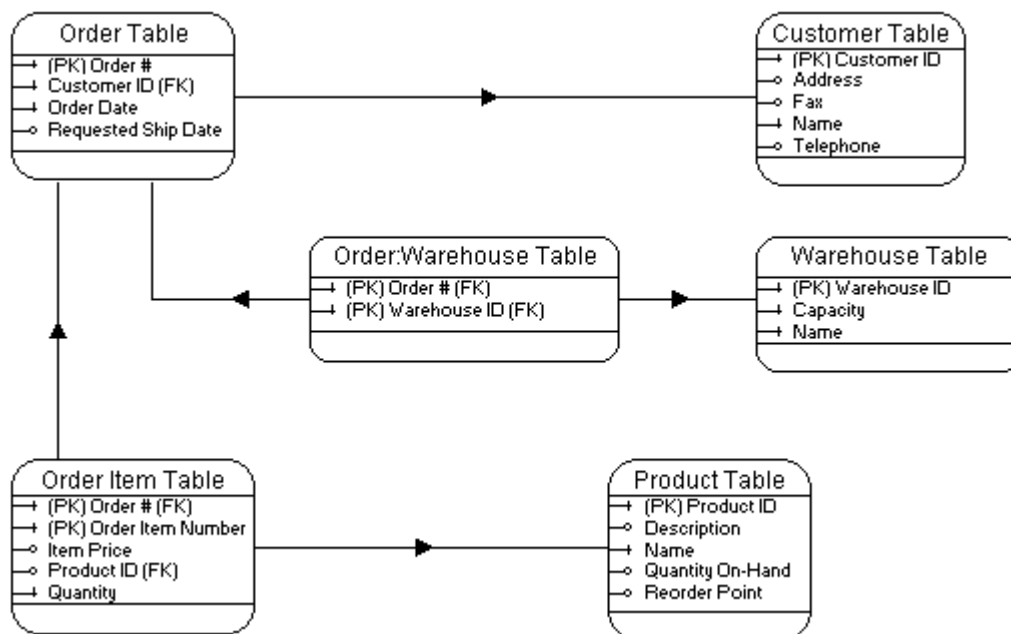 Order Table
(PK) Order #
Customer ID (FK)
Order Date
Requested Ship Date
Customer Table
(PK) Customer ID
Address
Fax
Name
Telephone
Order:Warehouse Table
(PK) Order # (FK)
(PK) Warehouse ID (FK)
Warehouse Table
(PK) Warehouse ID
Capacity
Name
Order Item Table
(PK) Order # (FK)
(PK) Order Item Number
Item Price
Product ID (FK)
Quantity
Product Table
(PK) Product ID
Description
Name
Quantity On-Hand
Reorder Point